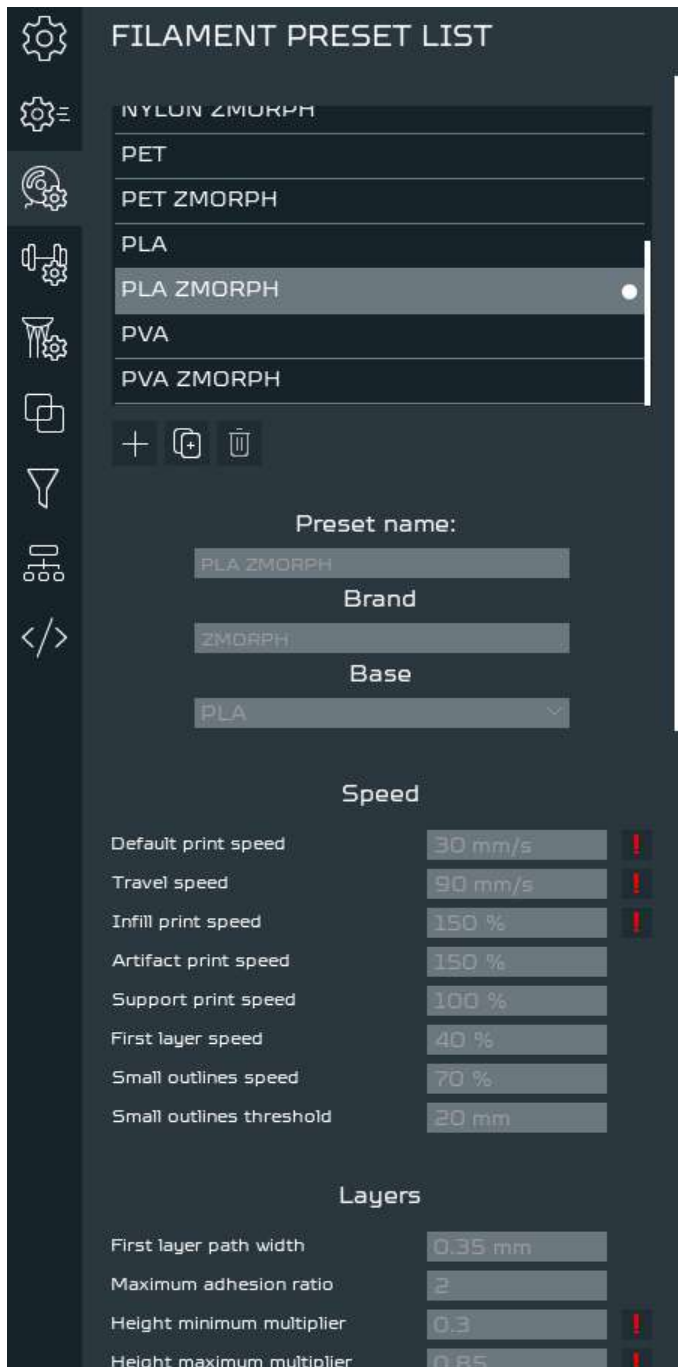 FILAMENT PRESET LIST
NYLON ZMORPH
PET
PET ZMORPH
PLA
PLA ZMORPH
PVA
PVA ZMORPH
Preset name:
PLA ZMORPH
Brand
ZMORPH
Base
PLA
Speed
Default print speed 30 mm/s !
Travel speed 90 mm/s !
Infill print speed 150 % !
Artifact print speed 150 %
Support print speed 100 %
First layer speed 40 %
Small outlines speed 70 %
Small outlines threshold 20 mm
Layers
First layer path width 0.35 mm
Maximum adhesion ratio 2
Height minimum multiplier 0.3 !
Height maximum multiplier 0.85 !